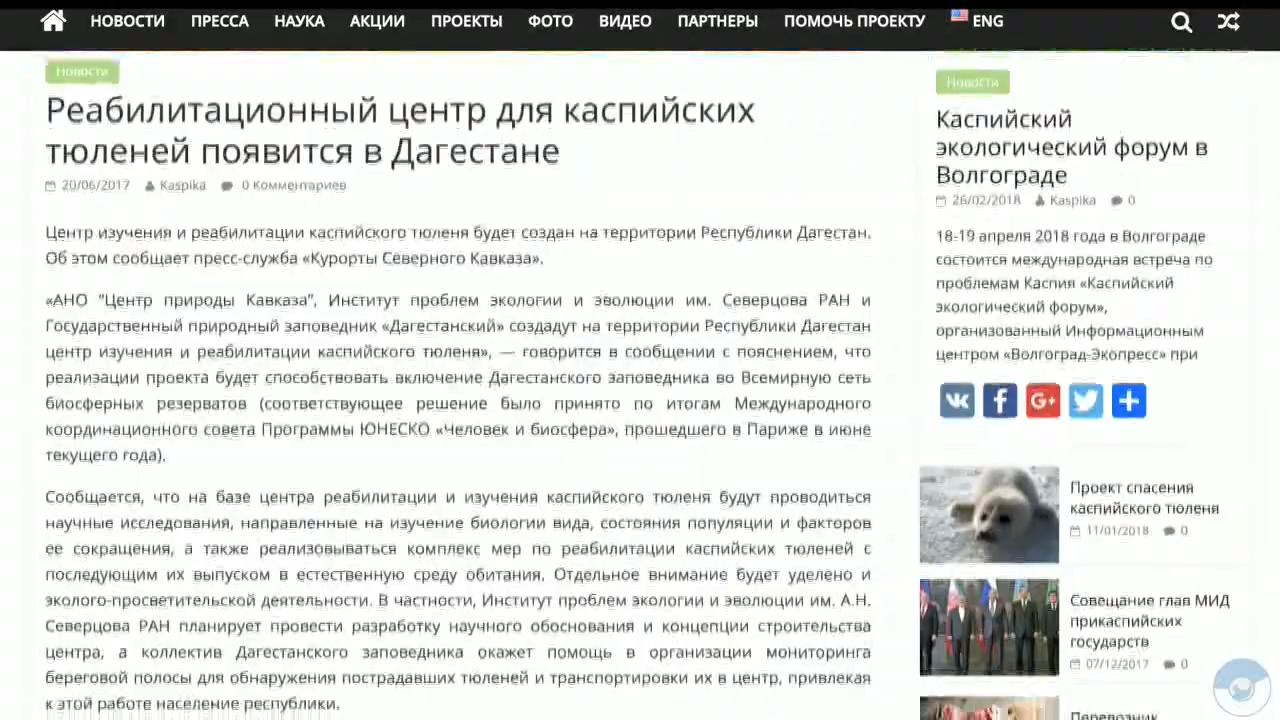 НОВОСТИ ПРЕССА НАУКА АКЦИИ ПРОЕКТЫ ФОТО ВИДЕО ПАРТНЕРЫ ПОМОЧЬ ПРОЕКТУ ENG
Новости
Реабилитационный центр для каспийских
тюленей появится в Дагестане
20/06/2017 Kaspika 0 Комментариев
Центр изучения и реабилитации каспийского тюленя будет создан на территории Республики Дагестан.
Об этом сообщает пресс-служба «Курорты Северного Кавказа».
«АНО "Центр природы Кавказа", Институт проблем экологии и эволюции им. Северцова РАН и
Государственный природный заповедник «Дагестанский» создадут на территории Республики Дагестан
центр изучения и реабилитации каспийского тюленя», — говорится в сообщении с пояснением, что
реализации проекта будет способствовать включение Дагестанского заповедника во Всемирную сеть
биосферных резерватов (соответствующее решение было принято по итогам Международного
координационного совета Программы ЮНЕСКО «Человек и биосфера», прошедшего в Париже в июне
текущего года).
Сообщается, что на базе центра реабилитации и изучения каспийского тюленя будут проводиться
научные исследования, направленные на изучение биологии вида, состояния популяции и факторов
ее сокращения, а также реализовываться комплекс мер по реабилитации каспийских тюленей с
последующим их выпуском в естественную среду обитания. Отдельное внимание будет уделено и
эколого-просветительской деятельности. В частности, Институт проблем экологии и эволюции им. А.Н.
Северцова РАН планирует провести разработку научного обоснования и концепции строительства
центра, а коллектив Дагестанского заповедника окажет помощь в организации мониторинга
береговой полосы для обнаружения пострадавших тюленей и транспортировки их в центр, привлекая
к этой работе население республики.
Новости
Каспийский
экологический форум в
Волгограде
26/02/2018 Kaspika 0
18-19 апреля 2018 года в Волгограде
состоится международная встреча по
проблемам Каспия «Каспийский
экологический форум»,
организованный Информационным
центром «Волгоград-Экопресс» при
Проект спасения
каспийского тюленя
11/01/2018 0
Совещание глав МИД
прикаспийских
государств
07/12/2017 0
Перевозчик